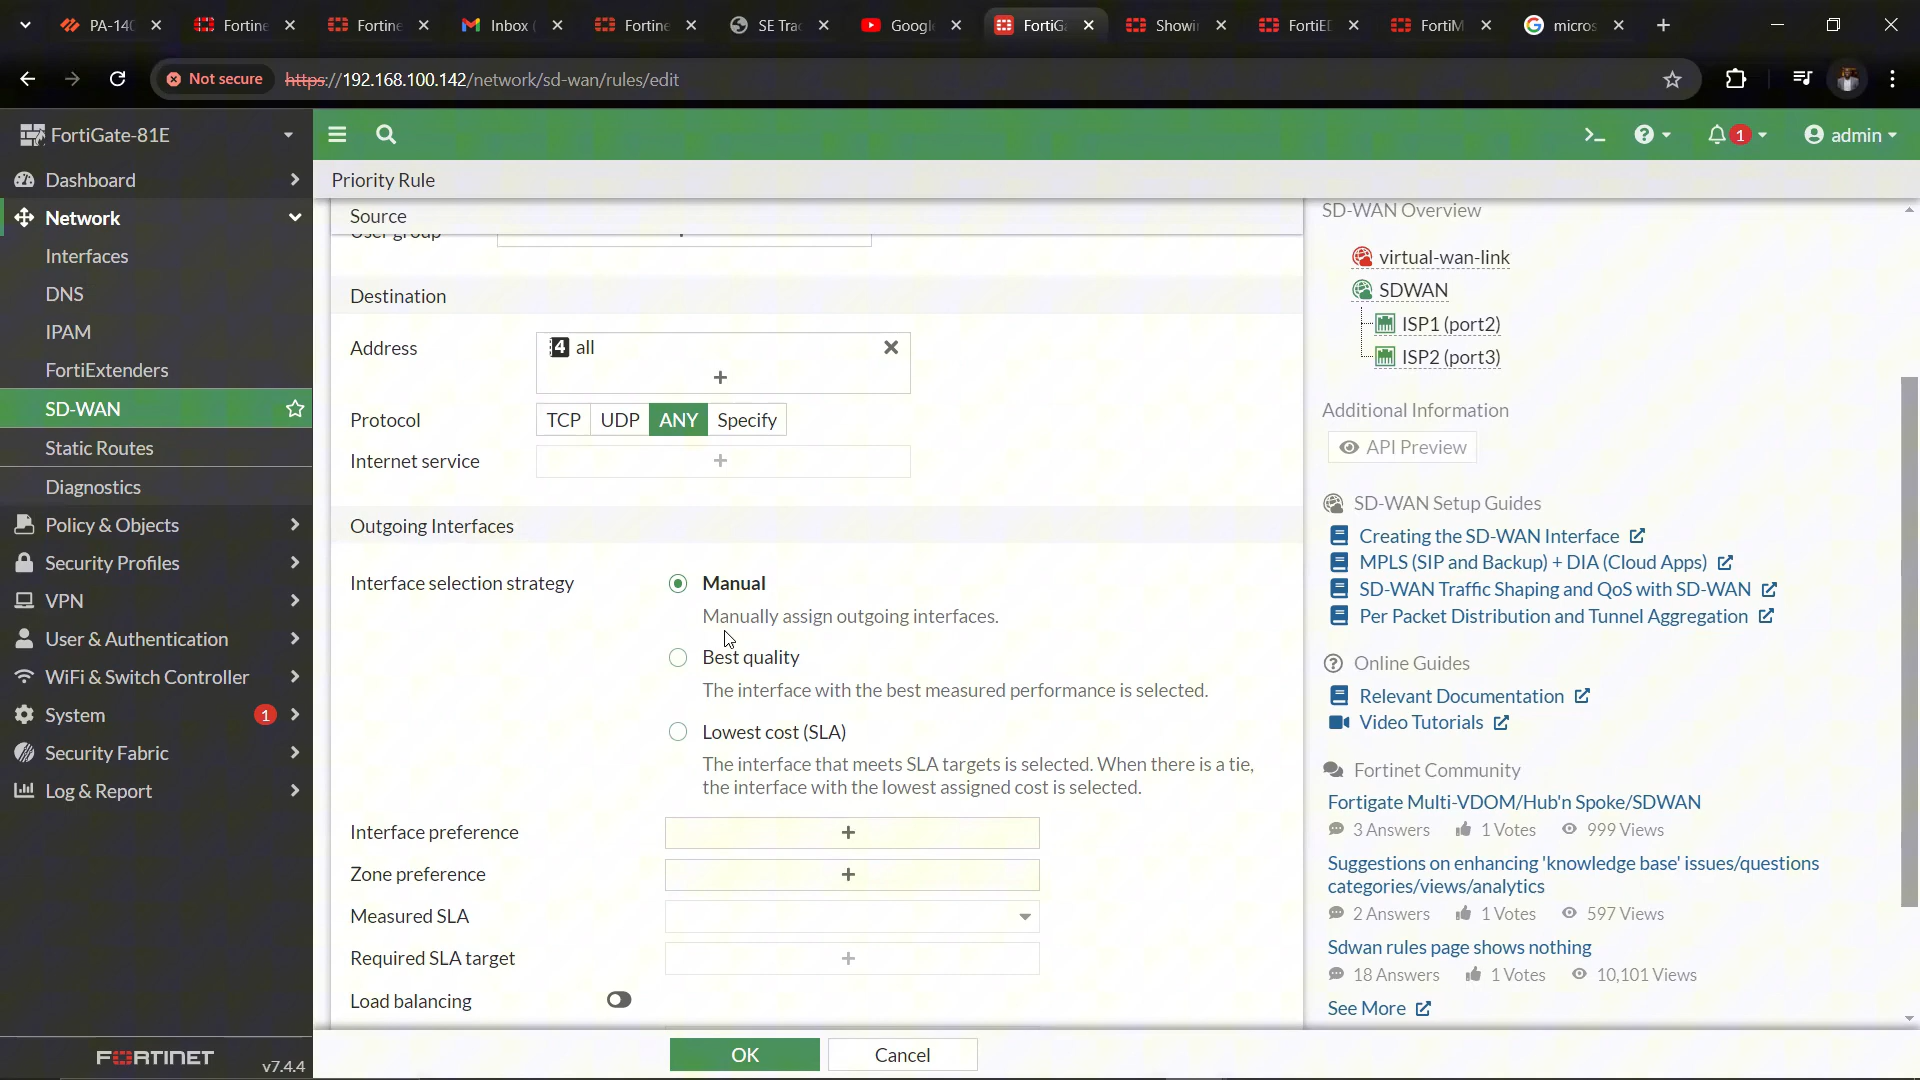 PA-140
Fortine
Fortine
Inbox (
Fortine
SE Trac
Google
FortiGa
Showin
FortiED
FortiM
micros
Not secure
https://192.168.100.142/network/sd-wan/rules/edit
FortiGate-81E
admin
1
Dashboard
Priority Rule
Network
Source
SD-WAN Overview
User group
Interfaces
virtual-wan-link
DNS
SDWAN
Destination
IPAM
ISP1 (port2)
Address
4 all
ISP2 (port3)
FortiExtenders
SD-WAN
Additional Information
Protocol
TCP UDP ANY Specify
Static Routes
API Preview
Internet service
Diagnostics
SD-WAN Setup Guides
Policy & Objects
Outgoing Interfaces
Creating the SD-WAN Interface
Security Profiles
MPLS (SIP and Backup) + DIA (Cloud Apps)
Interface selection strategy
Manual
SD-WAN Traffic Shaping and QoS with SD-WAN
VPN
Manually assign outgoing interfaces.
Per Packet Distribution and Tunnel Aggregation
User & Authentication
Best quality
Online Guides
WiFi & Switch Controller
The interface with the best measured performance is selected.
Relevant Documentation
System
1
Lowest cost (SLA)
Video Tutorials
Security Fabric
The interface that meets SLA targets is selected. When there is a tie,
the interface with the lowest assigned cost is selected.
Fortinet Community
Log & Report
Fortigate Multi-VDOM/Hub'n Spoke/SDWAN
Interface preference
3 Answers 1 Votes 999 Views
Zone preference
Suggestions on enhancing 'knowledge base' issues/questions
categories/views/analytics
Measured SLA
2 Answers 1 Votes 597 Views
Required SLA target
Sdwan rules page shows nothing
18 Answers 1 Votes 10,101 Views
Load balancing
See More
FORTINET
v7.4.4
OK
Cancel